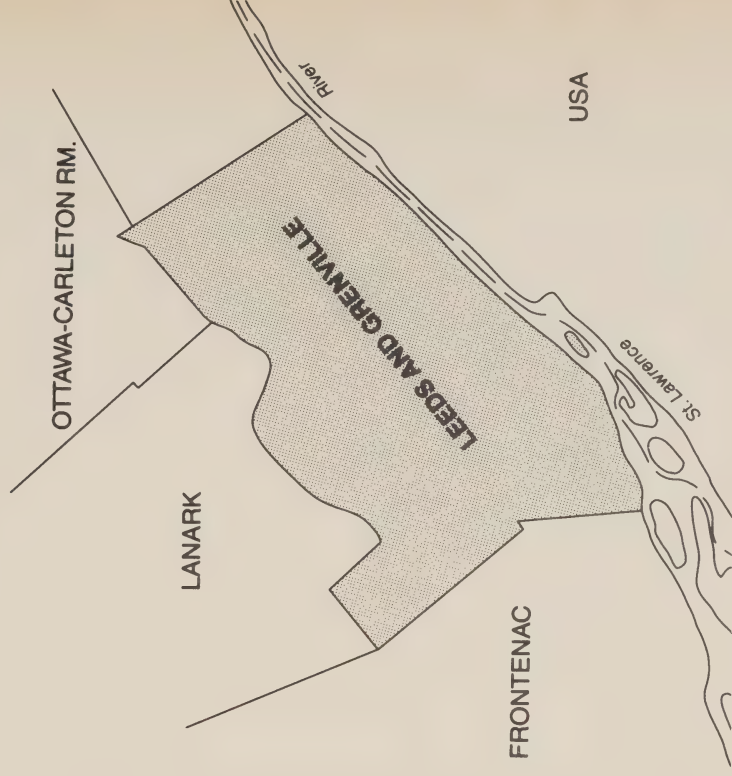 OTTAWA-CARLETON RM.
LANARK
LEEDS AND GRENVILLE
FRONTENAC
River
St. Lawrence
USA